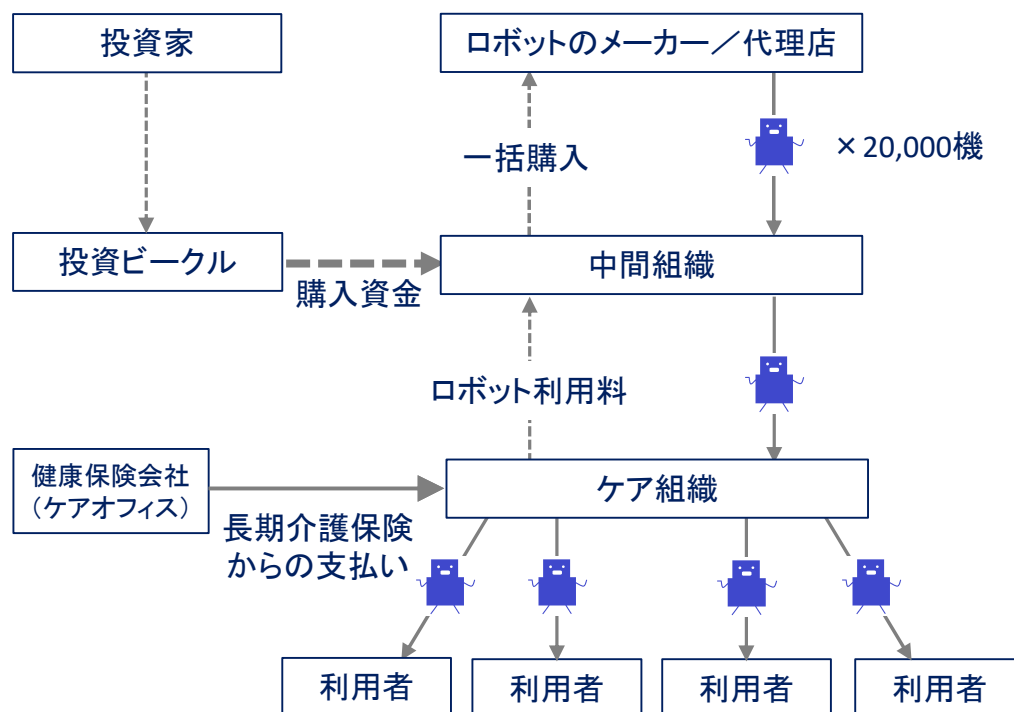 投資家
ロボットのメーカー／代理店
一括購入
×20,000機
投資ビークル
購入資金
中間組織
ロボット利用料
健康保険会社
（ケアオフィス）
長期介護保険
からの支払い
ケア組織
利用者
利用者
利用者
利用者